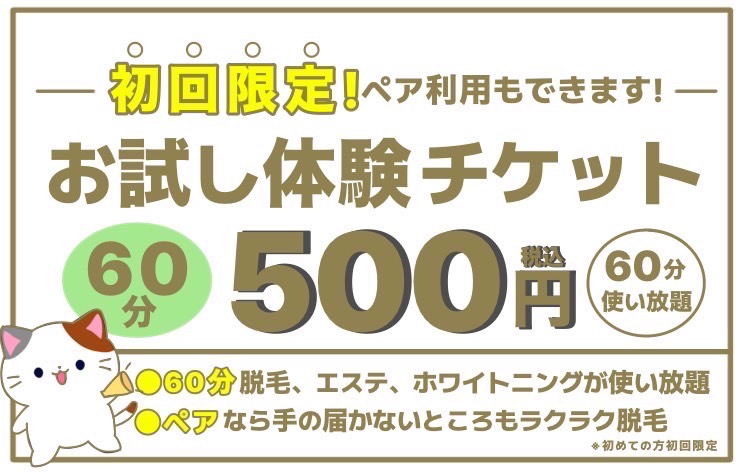 初回限定!ペア利用もできます!
お試し体験チケット
60分
500円
税込
60分
使い放題
●60分 脱毛、エステ、ホワイトニングが使い放題
●ペアなら手の届かないところもラクラク脱毛
※初めての方初回限定